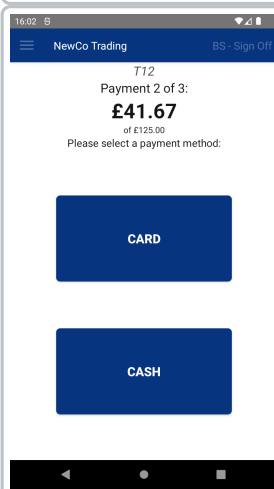 16:02
NewCo Trading
BS - Sign Off
T12
Payment 2 of 3:
£41.67
of £125.00
Please select a payment method:
CARD
CASH